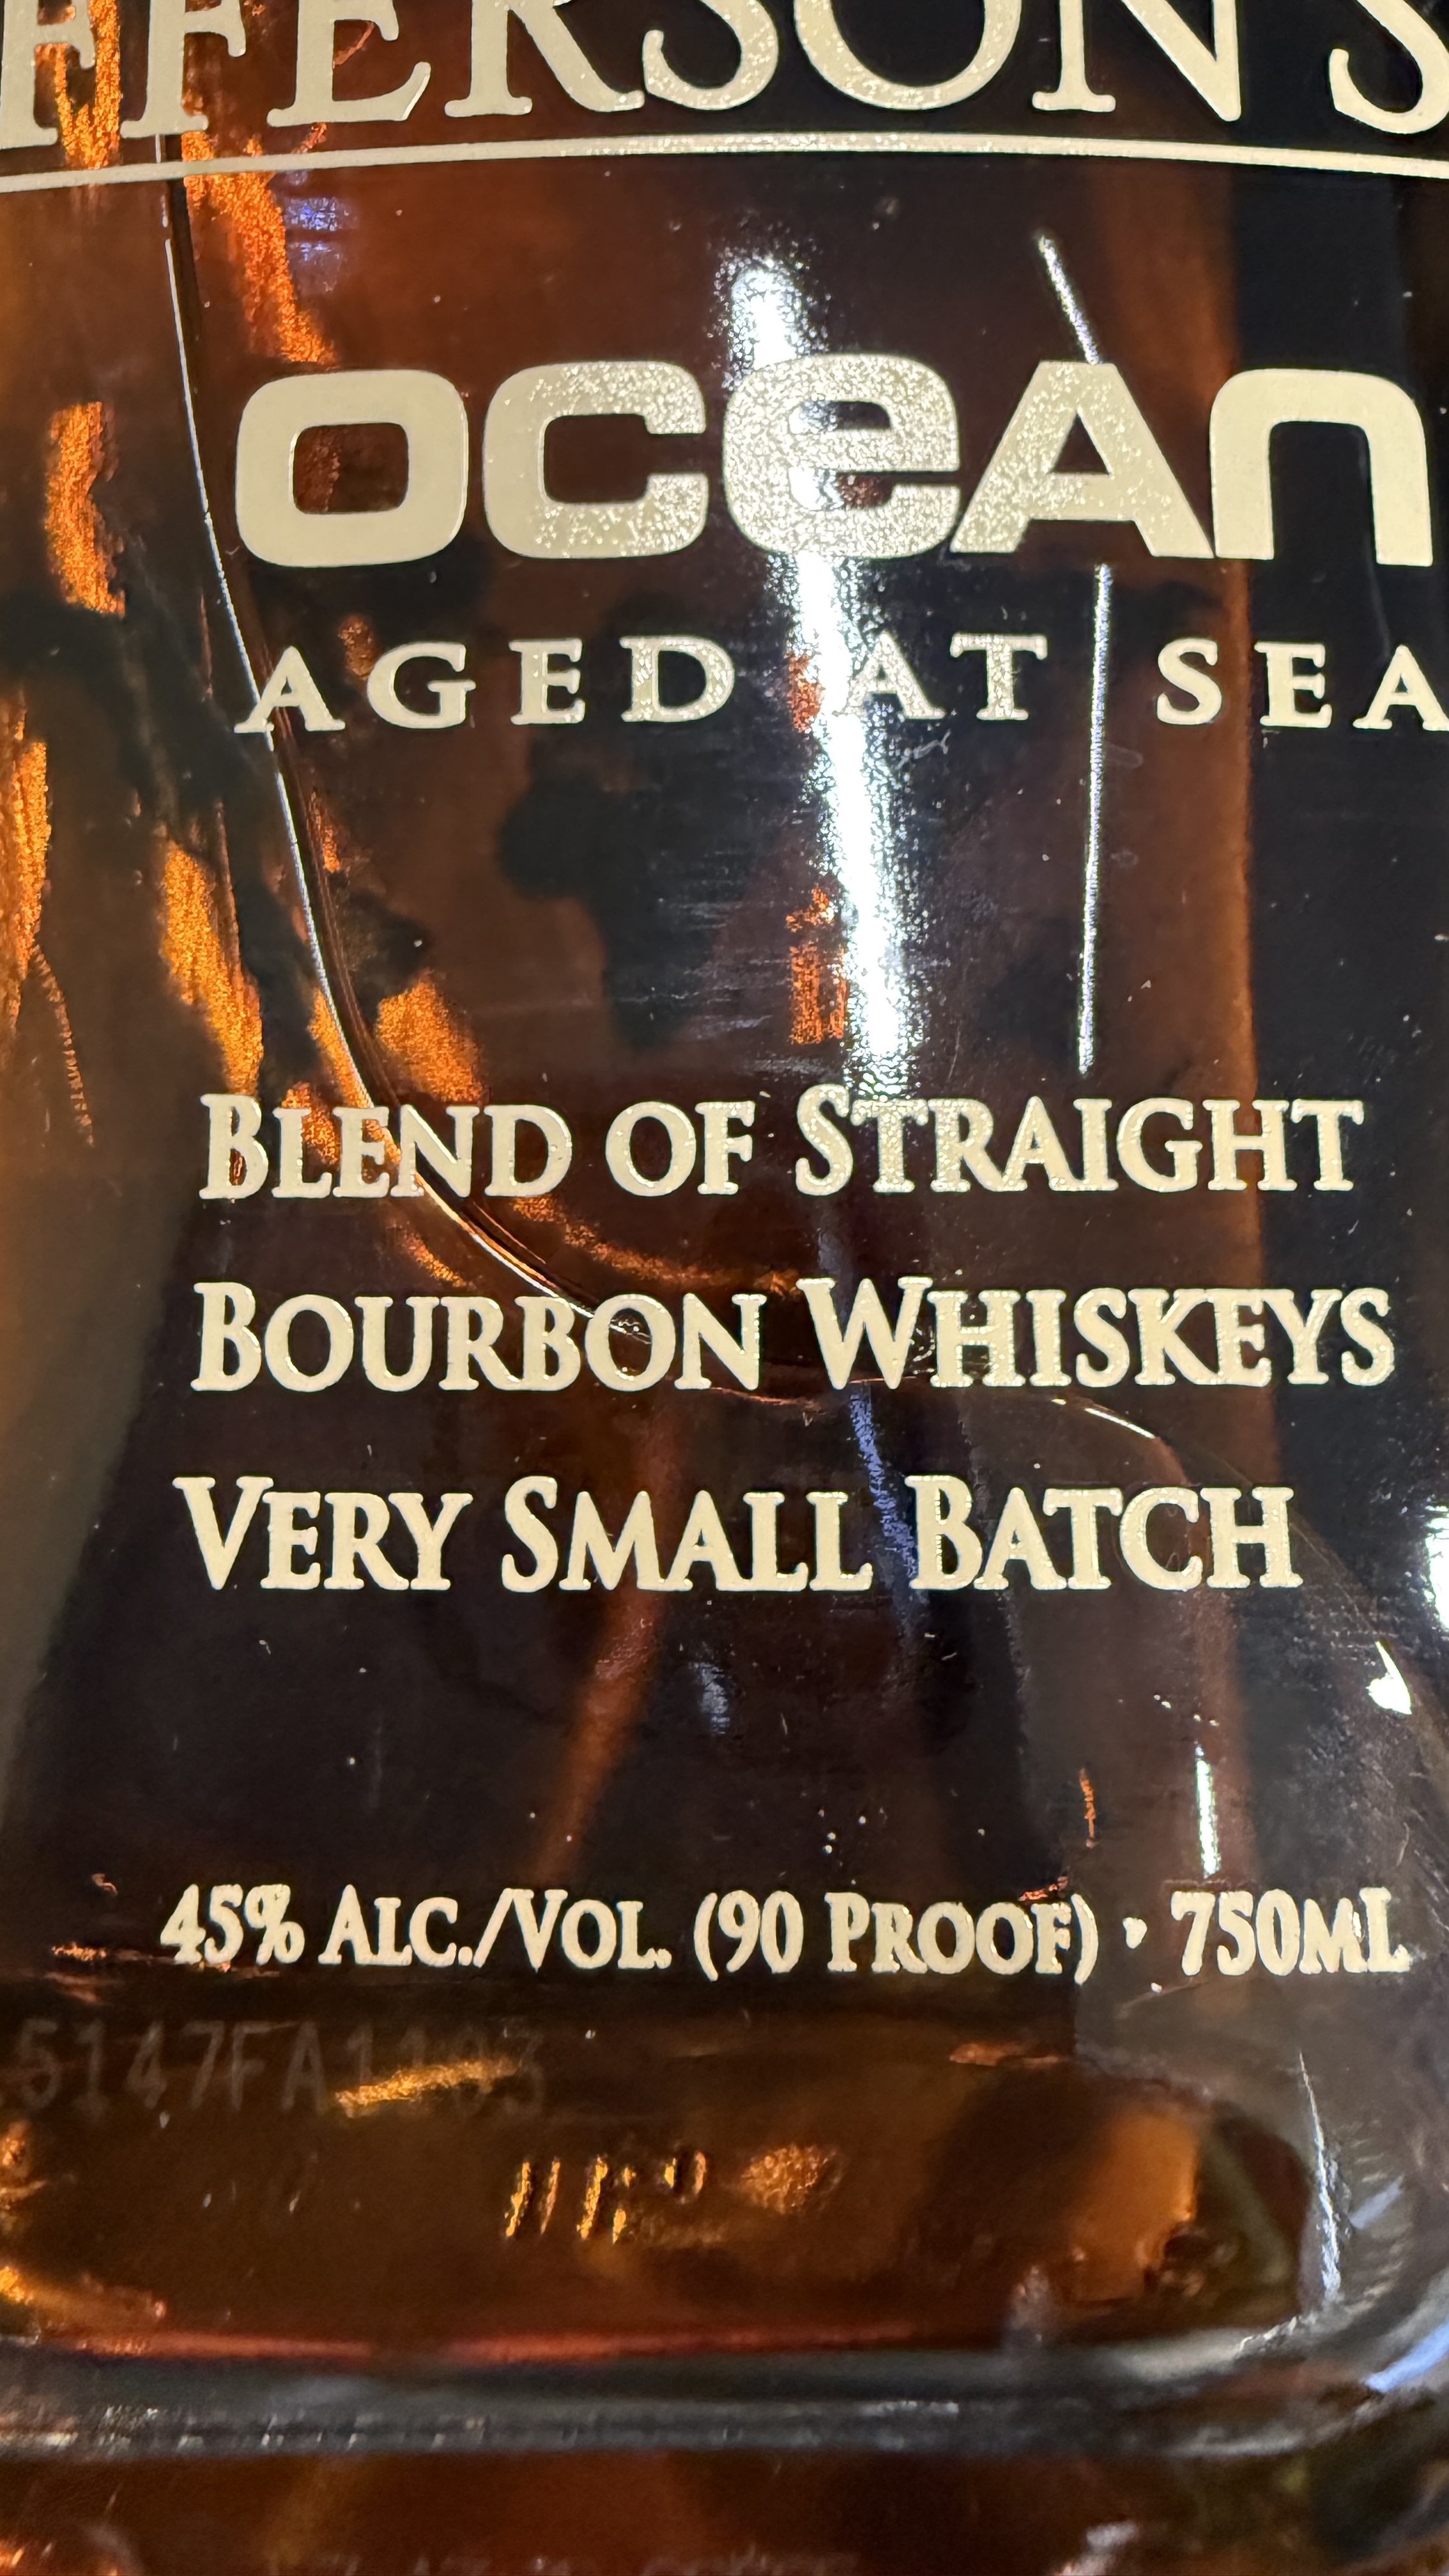 FFERSON'S
oceAn
AGED AT SEA
BLEND OF STRAIGHT
BOURBON WHISKEYS
VERY SMALL BATCH
45% ALC./VOL. (90 PROOF) • 750ML
5147FA1103